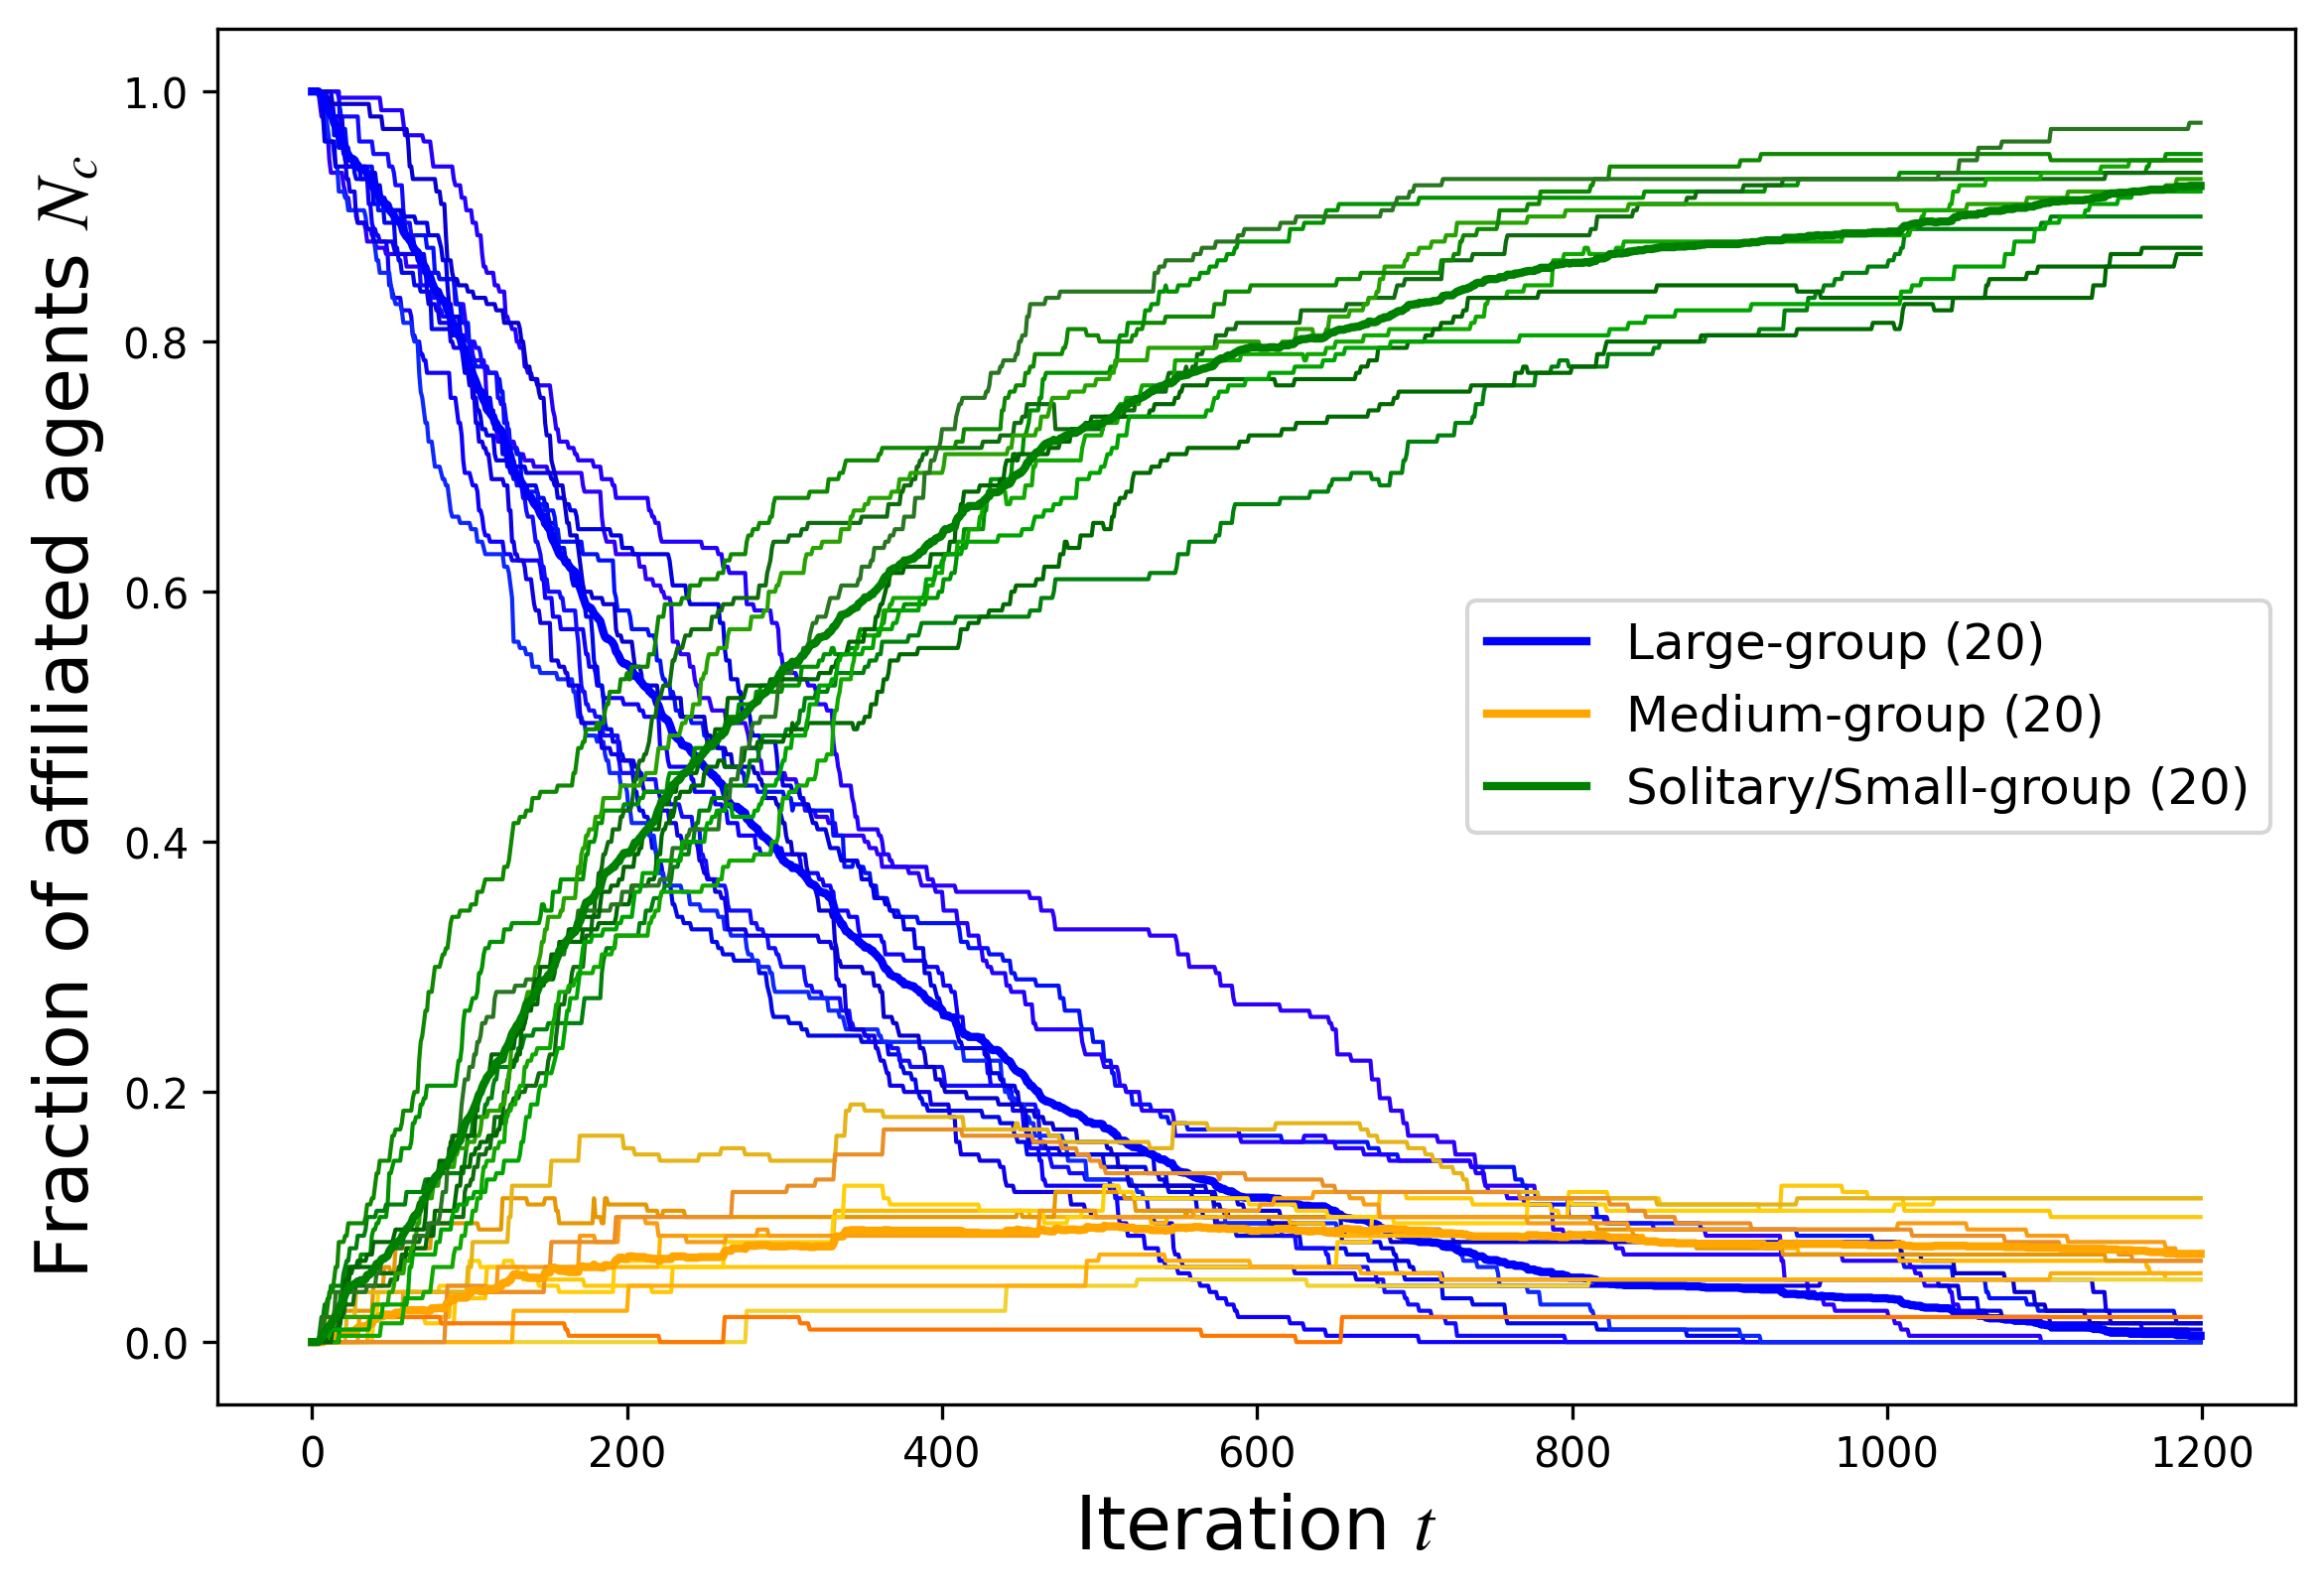 Fraction of affiliated agents N_c
1.0
0.8
0.6
0.4
0.2
0.0
Large-group (20)
Medium-group (20)
Solitary/Small-group (20)
0 200 400 600 800 1000 1200
Iteration t